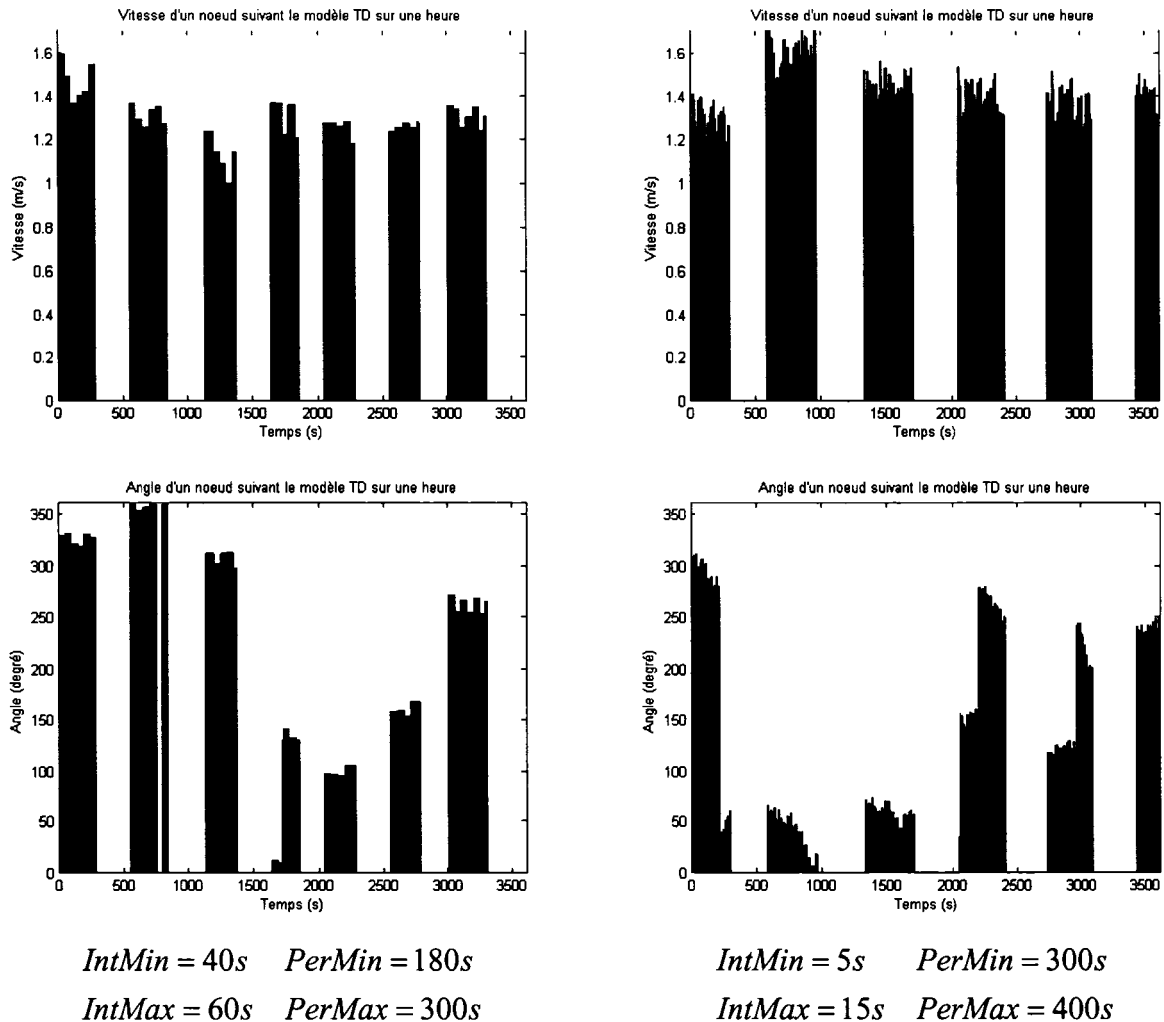 Vitesse d'un noeud suivant le modèle TD sur une heure
1.6
1.4
1.2
1
0.8
0.6
0.4
0.2
0
Vitesse (m/s)
0 500 1000 1500 2000 2500 3000 3500
Temps (s)
Vitesse d'un noeud suivant le modèle TD sur une heure
1.6
1.4
1.2
1
0.8
0.6
0.4
0.2
0
Vitesse (m/s)
0 500 1000 1500 2000 2500 3000 3500
Temps (s)
Angle d'un noeud suivant le modèle TD sur une heure
350
300
250
200
150
100
50
0
Angle (degré)
0 500 1000 1500 2000 2500 3000 3500
Temps (s)
Angle d'un noeud suivant le modèle TD sur une heure
350
300
250
200
150
100
50
0
Angle (degré)
0 500 1000 1500 2000 2500 3000 3500
Temps (s)
IntMin = 40s PerMin = 180s
IntMax = 60s PerMax = 300s
IntMin = 5s PerMin = 300s
IntMax = 15s PerMax = 400s